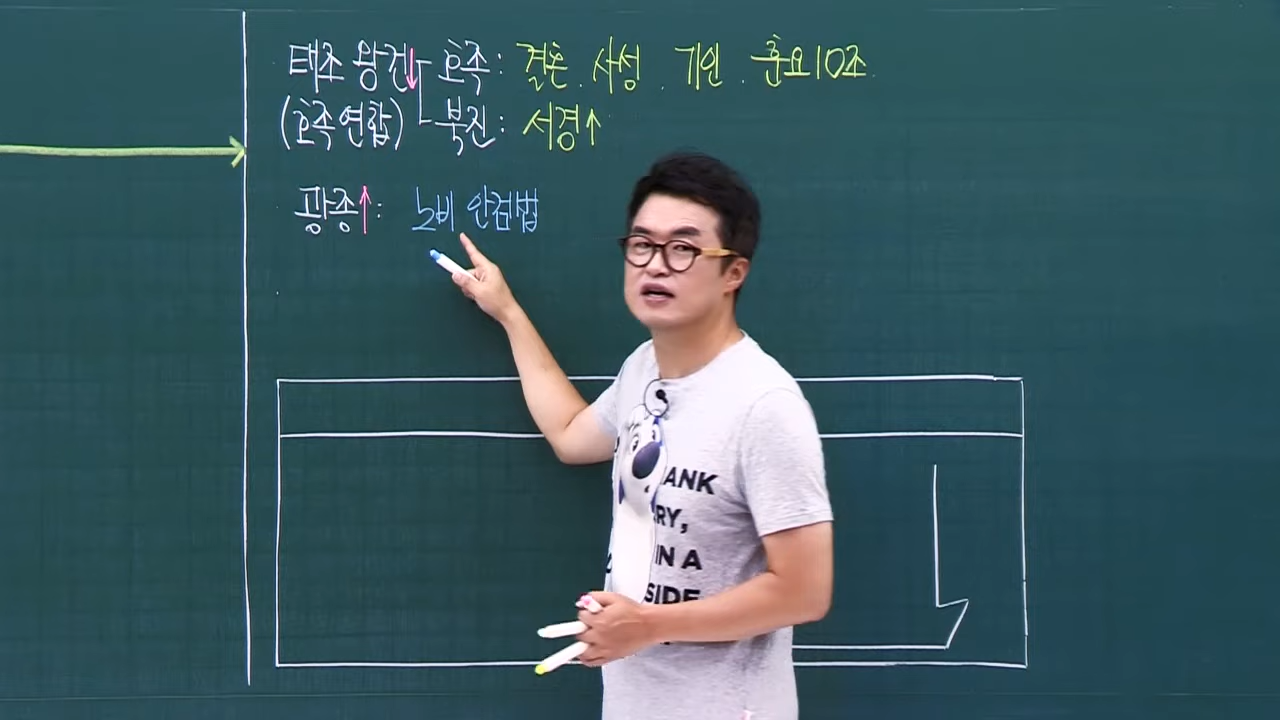 태조 왕건↓ 호족: 결혼. 사성. 기인. 훈요10조.
(호족연합) 북진: 서경↑
광종↑: 노비 안검법
ANK
RY,
IN A
SIDE